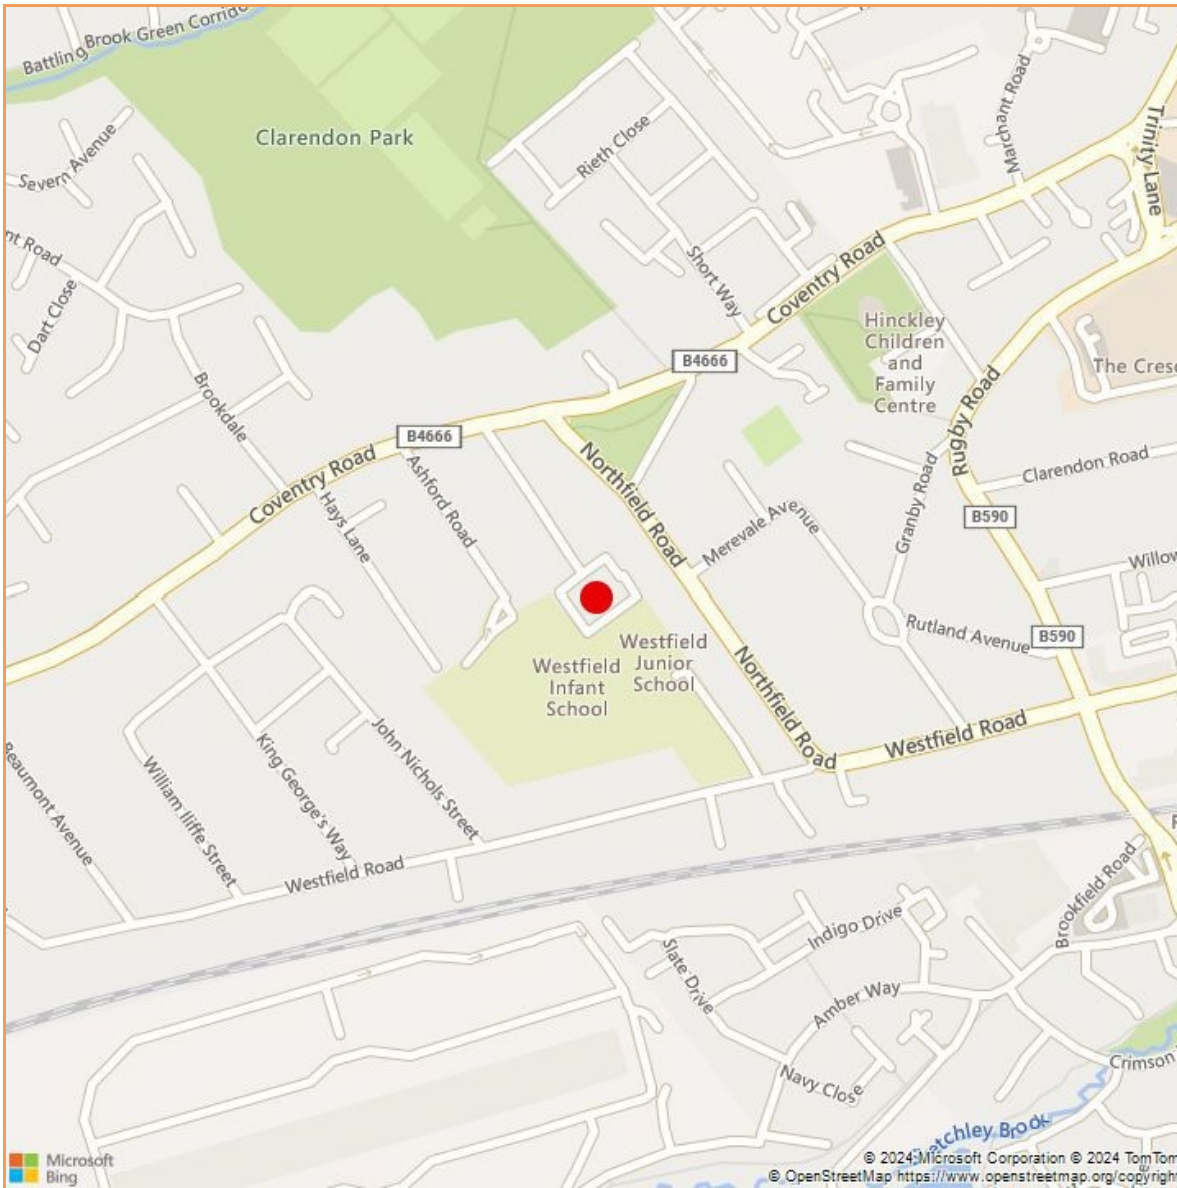 Battling
Brook Green Corrido
Clarendon Park
Severn Avenue
nt Road
Dart Close
Rieth Close
Marchant Road
Trinity Lane
Short Way
Coventry Road
B4666
Hinckley
Children
and
Family
Centre
The Cresc
Rugby Road
Brookdale
B4666
Coventry Road
Ashford Road
Northfield Road
Hays Lane
Merevale Avenue
Granby Road
Clarendon Road
B590
Willow
Rutland Avenue
B590
Westfield
Infant
School
Westfield
Junior
School
Northfield Road
Westfield Road
John Nichols Street
King George's Way
William Iliffe Street
Beaumont Avenue
Westfield Road
Brookfield Road
Indigo Drive
Slate Drive
Amber Way
Navy Close
Crimson
etchley Brook
Microsoft
Bing
© 2024 Microsoft Corporation © 2024 TomTom
© OpenStreetMap https://www.openstreetmap.org/copyright